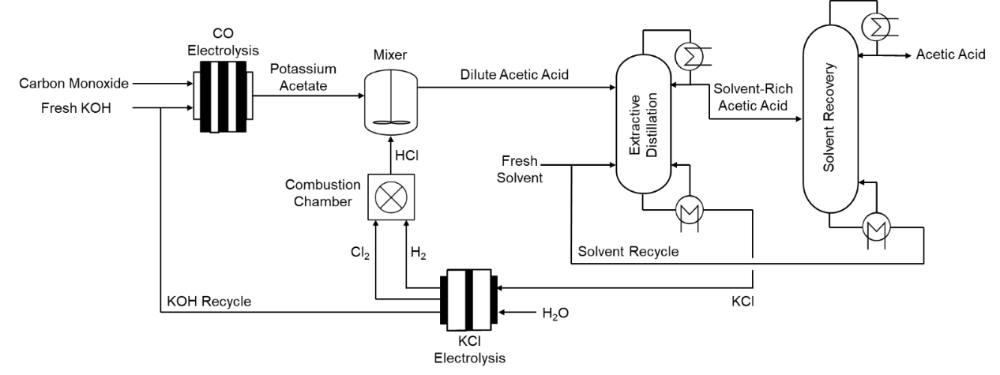 CO
Electrolysis
Carbon Monoxide
Fresh KOH
Potassium
Acetate
Mixer
Dilute Acetic Acid
HCl
Combustion
Chamber
Cl₂
H₂
KOH Recycle
KCl
Electrolysis
H₂O
KCl
Fresh
Solvent
Solvent Recycle
Extractive
Distillation
Solvent-Rich
Acetic Acid
Solvent Recovery
Acetic Acid